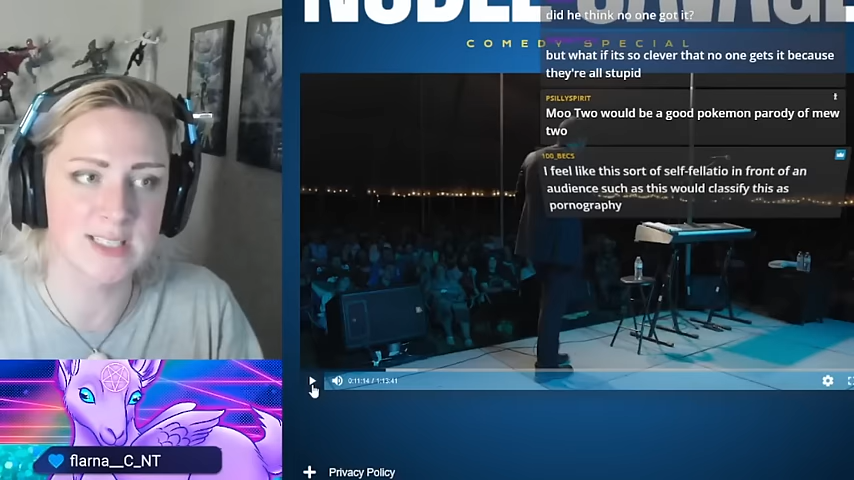 NOBLE SAVAGE
COMEDY SPECIAL
did he think no one got it?
but what if its so clever that no one gets it because
they're all stupid
PSILLYSPIRIT
Moo Two would be a good pokemon parody of mew
two
100_BECS
I feel like this sort of self-fellatio in front of an
audience such as this would classify this as
pornography
0:11:14 / 1:13:41
flarna__C_NT
Privacy Policy